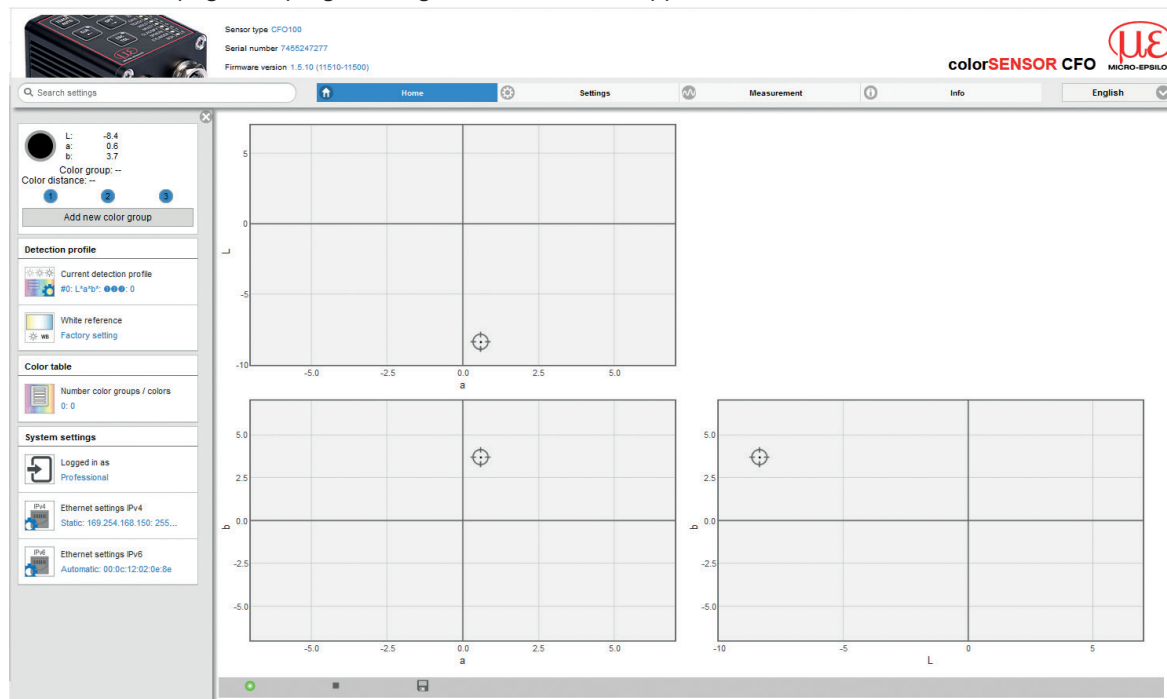 Sensor type CFO100
Serial number 7455247277
Firmware version 1.5.10 (11510-11500)
colorSENSOR CFO
µε
MICRO-EPSILO
Search settings
Home
Settings
Measurement
Info
English
L: -8.4
a: 0.6
b: 3.7
Color group: --
Color distance: --
1 2 3
Add new color group
Detection profile
Current detection profile
#0: L*a*b*: ❶❷❸: 0
White reference
WB
Factory setting
Color table
Number color groups / colors
0: 0
System settings
Logged in as
Professional
IPv4
Ethernet settings IPv4
Static: 169.254.168.150: 255...
IPv6
Ethernet settings IPv6
Automatic: 00:0c:12:02:0e:8e
5
0
-5
-10
L
-5.0 -2.5 0.0 2.5 5.0
a
5.0
2.5
0.0
-2.5
-5.0
b
-5.0 -2.5 0.0 2.5 5.0
a
5.0
2.5
0.0
-2.5
-5.0
b
-10 -5 0 5
L